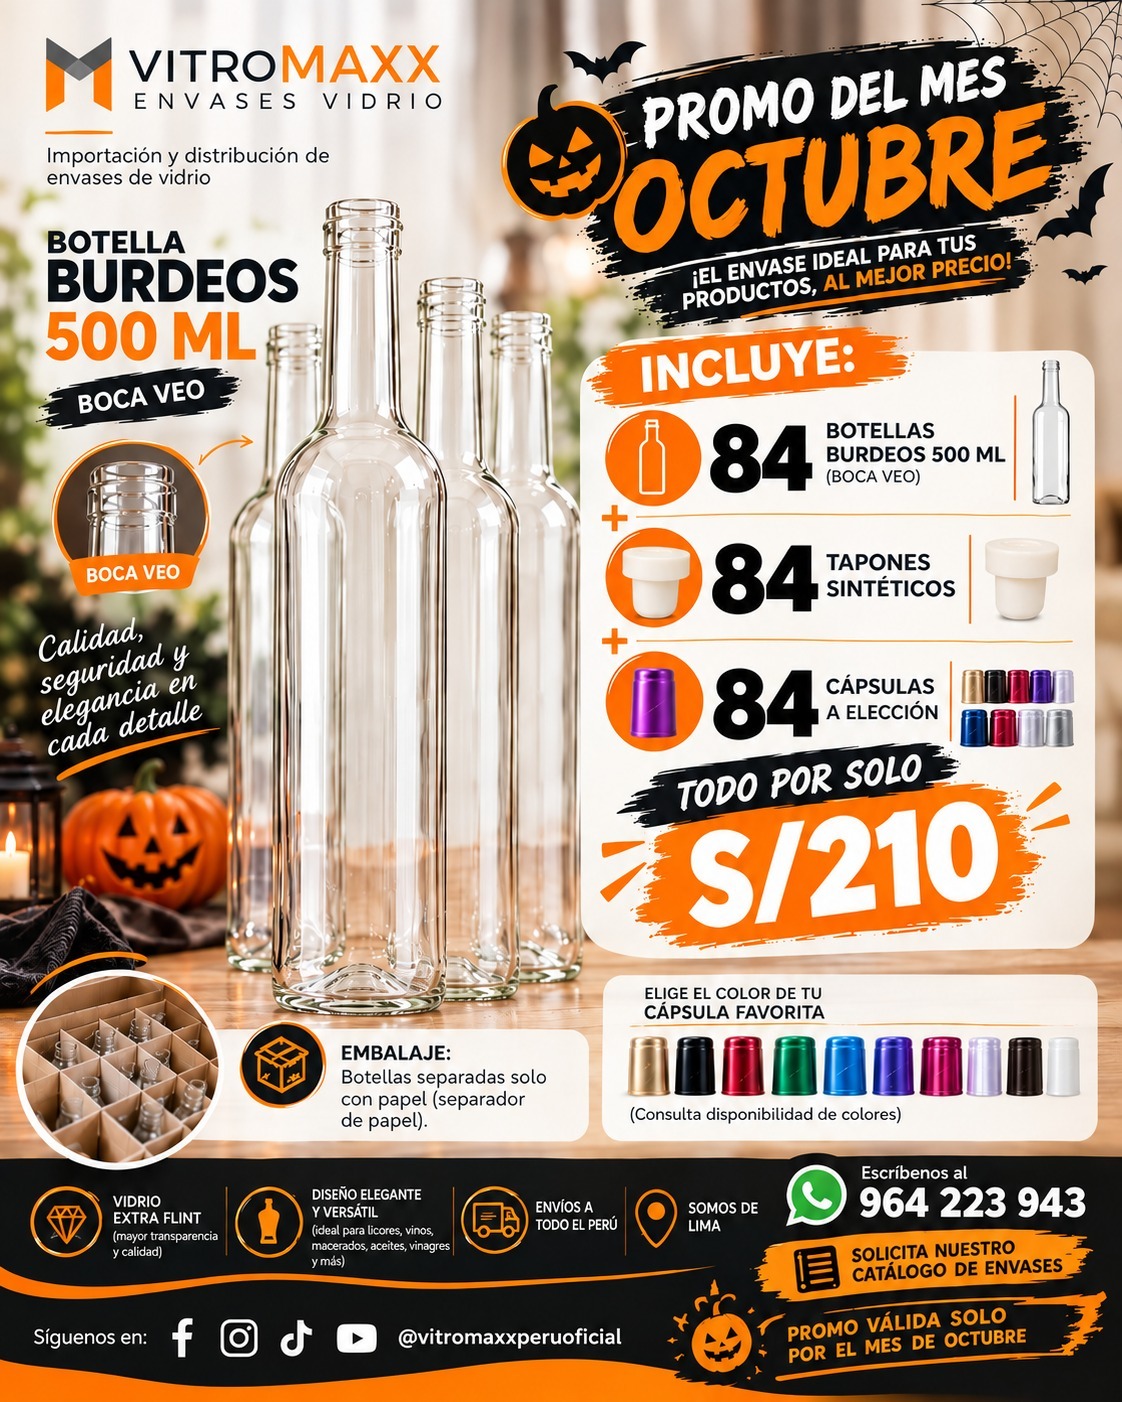 VITROMAXX
ENVASES VIDRIO
Importación y distribución de
envases de vidrio
PROMO DEL MES
OCTUBRE
¡EL ENVASE IDEAL PARA TUS
PRODUCTOS, AL MEJOR PRECIO!
BOTELLA
BURDEOS
500 ML
BOCA VEO
BOCA VEO
Calidad,
seguridad y
elegancia en
cada detalle
INCLUYE:
84
BOTELLAS
BURDEOS 500 ML
(BOCA VEO)
+
84
TAPONES
SINTÉTICOS
+
84
CÁPSULAS
A ELECCIÓN
TODO POR SOLO
S/210
EMBALAJE:
Botellas separadas solo
con papel (separador
de papel).
ELIGE EL COLOR DE TU
CÁPSULA FAVORITA
(Consulta disponibilidad de colores)
VIDRIO
EXTRA FLINT
(mayor transparencia
y calidad)
DISEÑO ELEGANTE
Y VERSÁTIL
(ideal para licores, vinos,
macerados, aceites, vinagres
y más)
ENVÍOS A
TODO EL PERÚ
SOMOS DE
LIMA
Escríbenos al
964 223 943
SOLICITA NUESTRO
CATÁLOGO DE ENVASES
PROMO VÁLIDA SOLO
POR EL MES DE OCTUBRE
Síguenos en:
@vitromaxxperuoficial